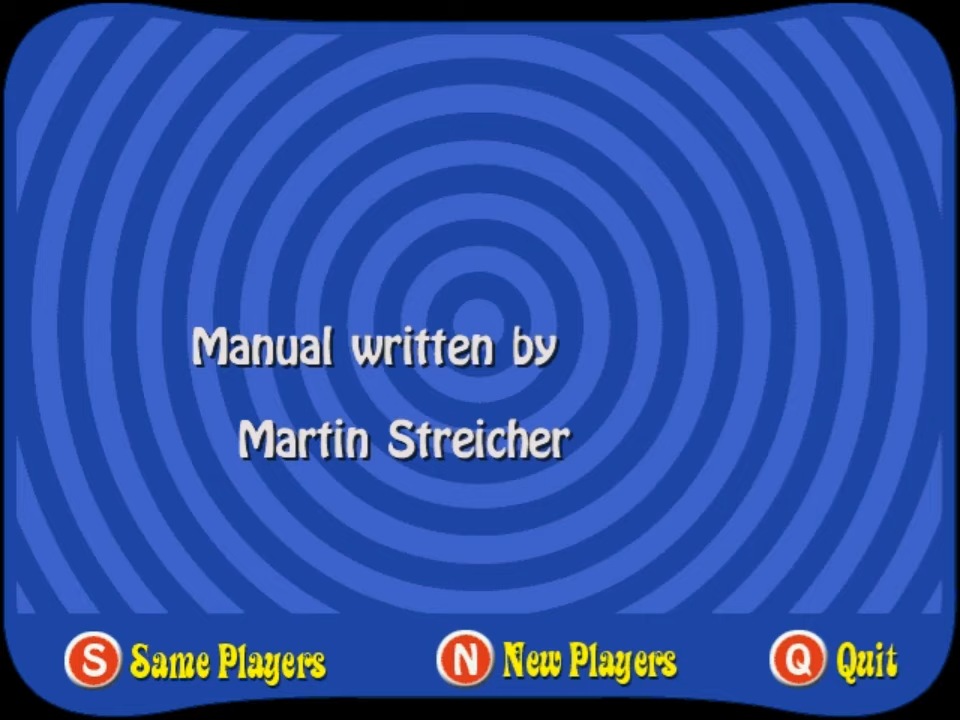 Manual written by
Martin Streicher
S Same Players N New Players Q Quit